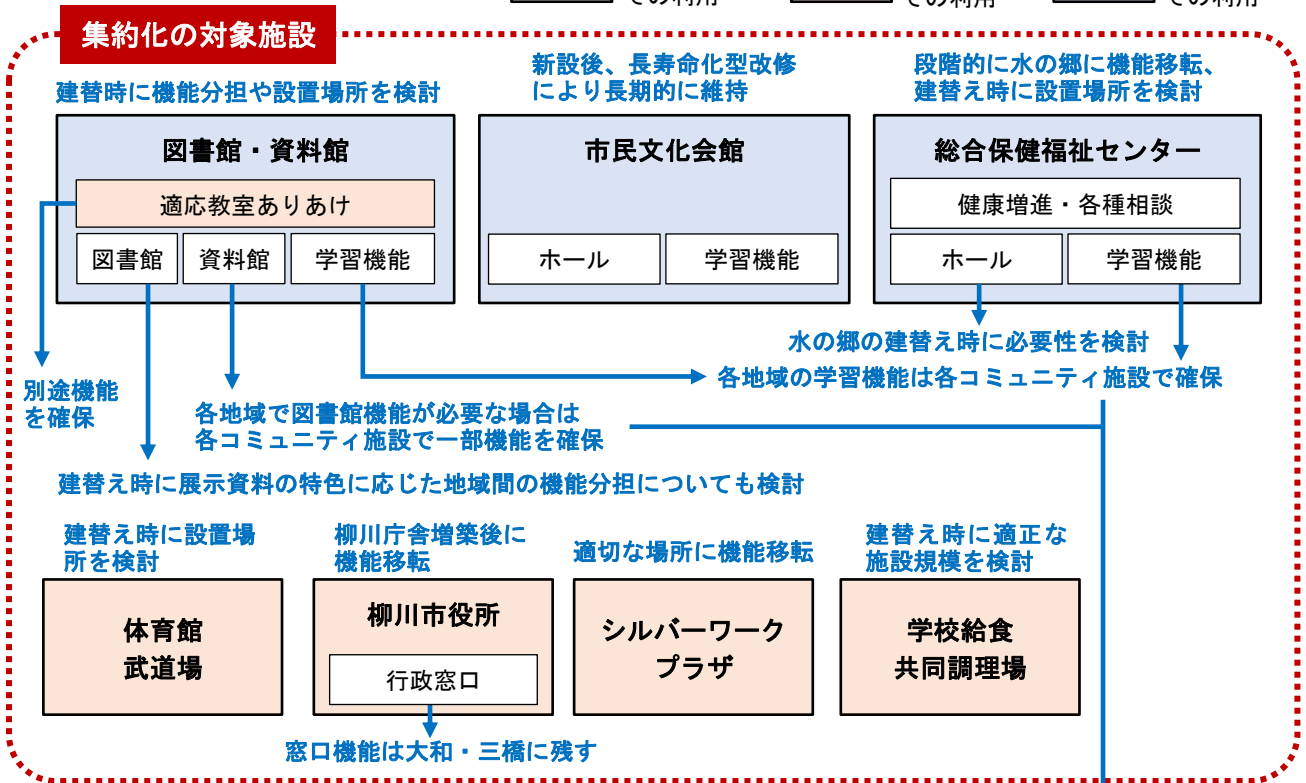 での利用
での利用
での利用
集約化の対象施設
建替時に機能分担や設置場所を検討
新設後、長寿命化型改修
により長期的に維持
段階的に水の郷に機能移転、
建替え時に設置場所を検討
図書館・資料館
適応教室ありあけ
図書館
資料館
学習機能
市民文化会館
ホール
学習機能
総合保健福祉センター
健康増進・各種相談
ホール
学習機能
水の郷の建替え時に必要性を検討
各地域の学習機能は各コミュニティ施設で確保
別途機能
を確保
各地域で図書館機能が必要な場合は
各コミュニティ施設で一部機能を確保
建替え時に展示資料の特色に応じた地域間の機能分担についても検討
建替え時に設置場
所を検討
体育館
武道場
柳川庁舎増築後に
機能移転
柳川市役所
行政窓口
窓口機能は大和・三橋に残す
適切な場所に機能移転
シルバーワーク
プラザ
建替え時に適正な
施設規模を検討
学校給食
共同調理場